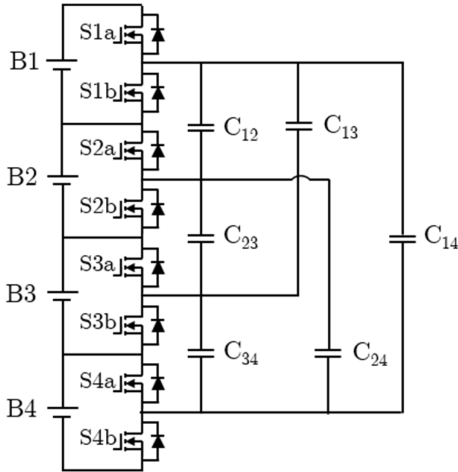 S1a
B1
S1b
C12
C13
S2a
B2
S2b
C23
C14
S3a
B3
S3b
C34
C24
S4a
B4
S4b